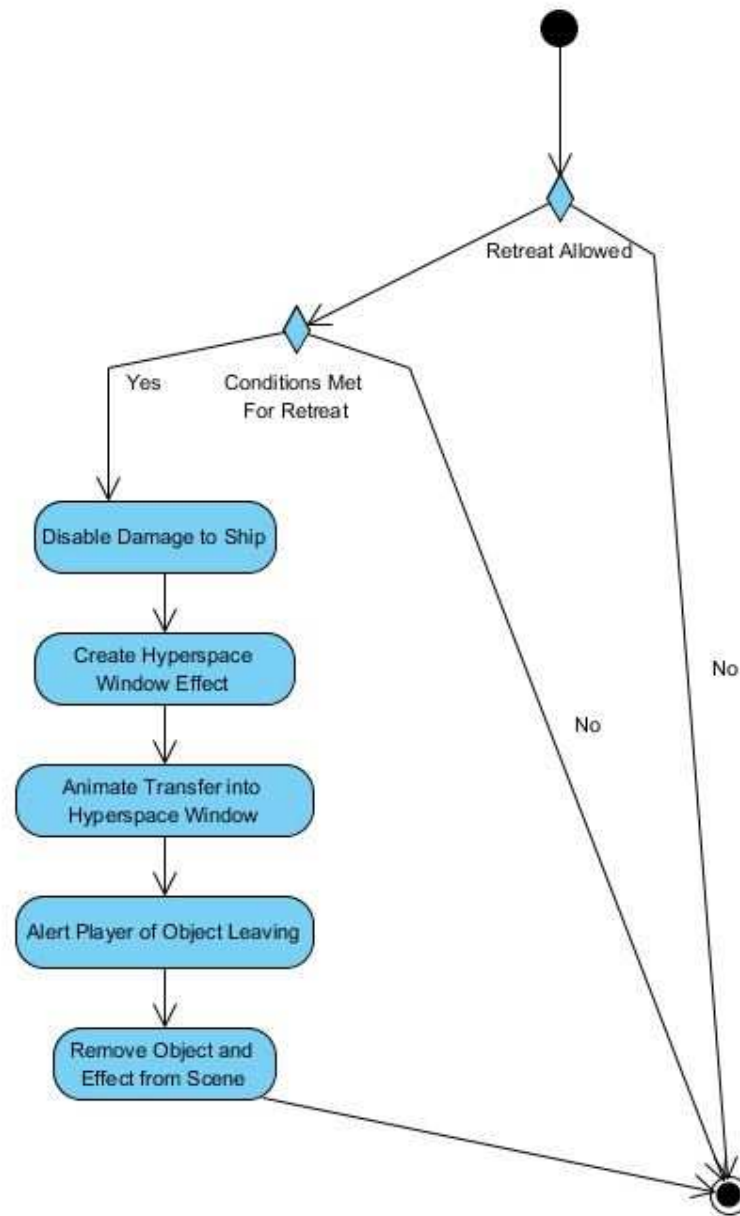 Retreat Allowed
Yes
Conditions Met
For Retreat
Disable Damage to Ship
Create Hyperspace
Window Effect
No
No
Animate Transfer into
Hyperspace Window
Alert Player of Object Leaving
Remove Object and
Effect from Scene